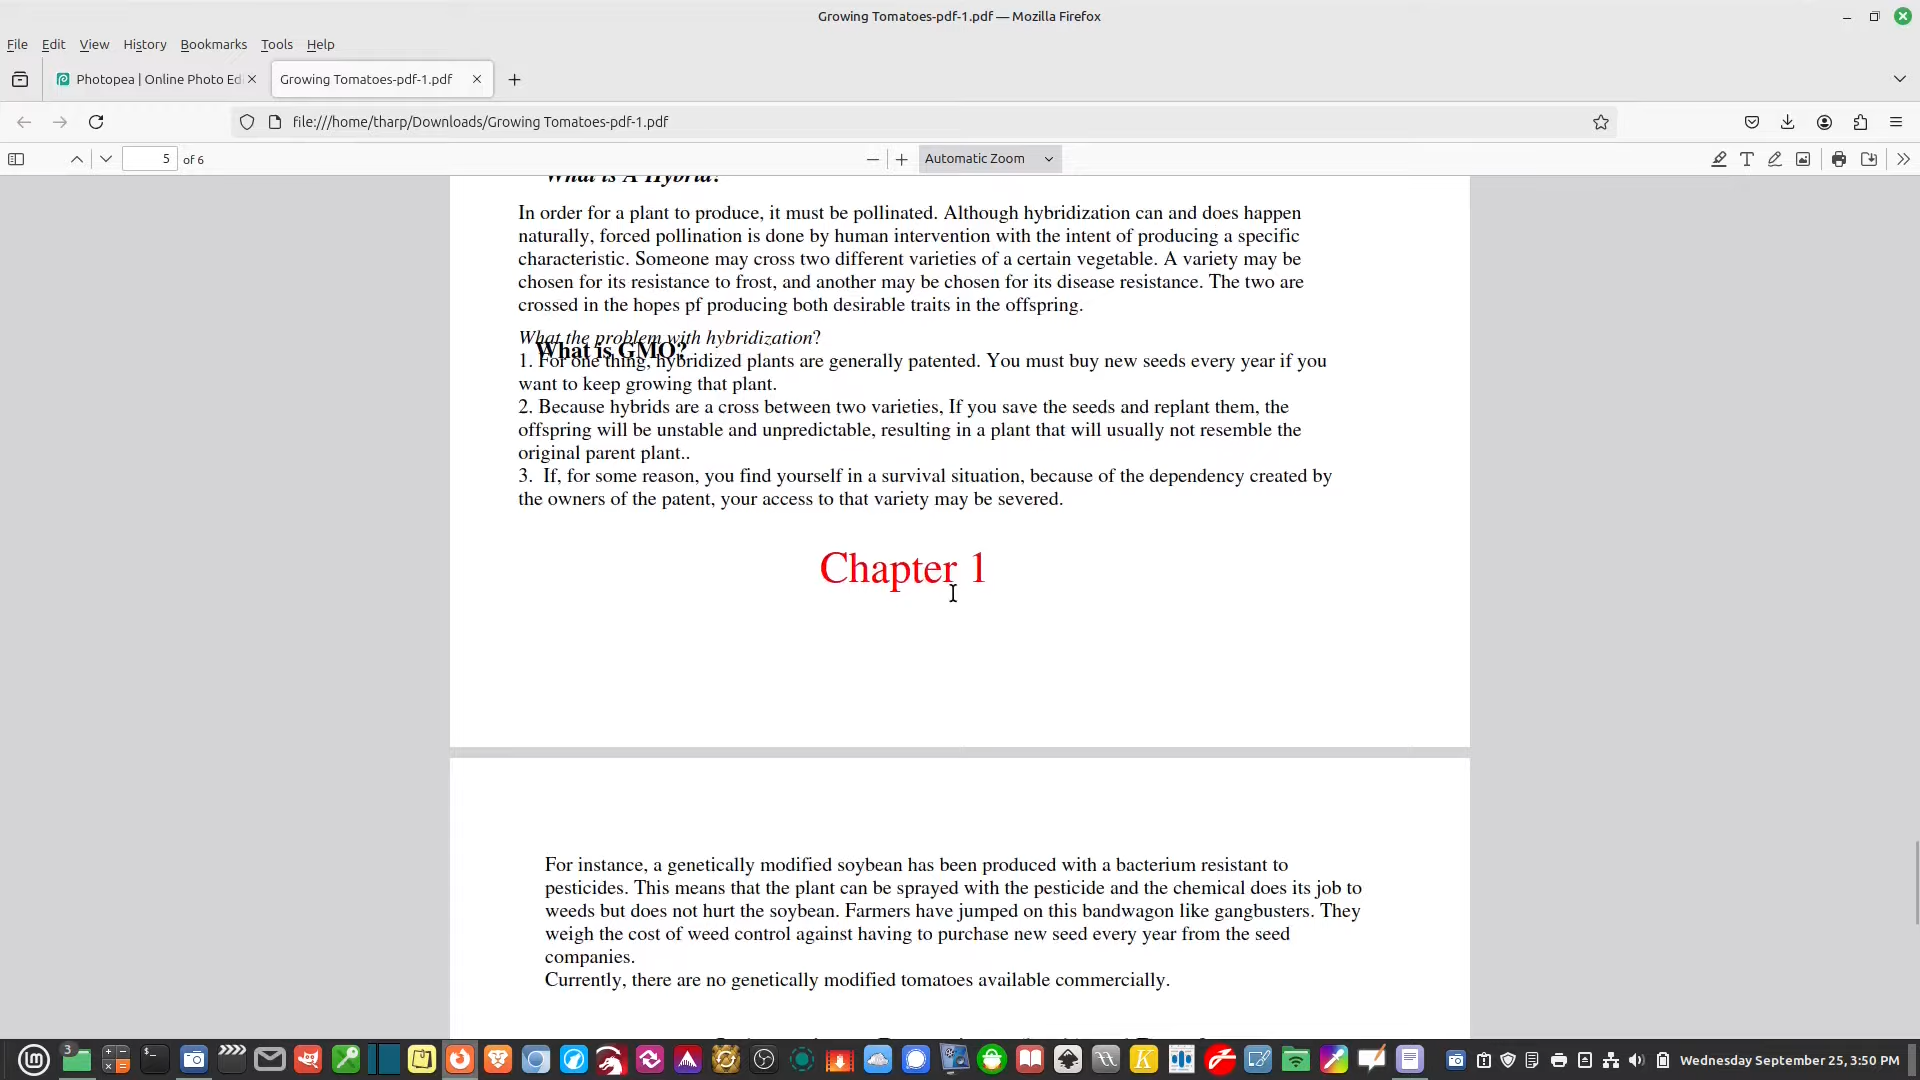 Growing Tomatoes-pdf-1.pdf — Mozilla Firefox
File Edit View History Bookmarks Tools Help
Photopea | Online Photo Ed
Growing Tomatoes-pdf-1.pdf
file:///home/tharp/Downloads/Growing Tomatoes-pdf-1.pdf
5 of 6
Automatic Zoom
What is A Hybrid?
In order for a plant to produce, it must be pollinated. Although hybridization can and does happen
naturally, forced pollination is done by human intervention with the intent of producing a specific
characteristic. Someone may cross two different varieties of a certain vegetable. A variety may be
chosen for its resistance to frost, and another may be chosen for its disease resistance. The two are
crossed in the hopes pf producing both desirable traits in the offspring.
What the problem with hybridization?
What is GMO?
1. For one thing, hybridized plants are generally patented. You must buy new seeds every year if you
want to keep growing that plant.
2. Because hybrids are a cross between two varieties, If you save the seeds and replant them, the
offspring will be unstable and unpredictable, resulting in a plant that will usually not resemble the
original parent plant..
3. If, for some reason, you find yourself in a survival situation, because of the dependency created by
the owners of the patent, your access to that variety may be severed.
Chapter 1
For instance, a genetically modified soybean has been produced with a bacterium resistant to
pesticides. This means that the plant can be sprayed with the pesticide and the chemical does its job to
weeds but does not hurt the soybean. Farmers have jumped on this bandwagon like gangbusters. They
weigh the cost of weed control against having to purchase new seed every year from the seed
companies.
Currently, there are no genetically modified tomatoes available commercially.
3
Wednesday September 25, 3:50 PM